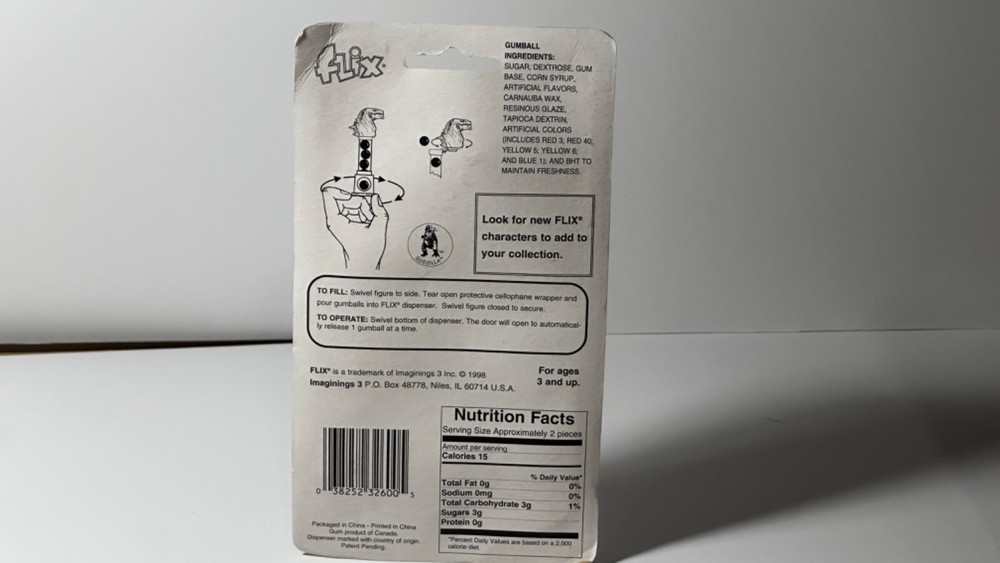 FLix®
GUMBALL
INGREDIENTS:
SUGAR, DEXTROSE, GUM
BASE, CORN SYRUP,
ARTIFICIAL FLAVORS,
CARNAUBA WAX,
RESINOUS GLAZE,
TAPIOCA DEXTRIN,
ARTIFICIAL COLORS
(INCLUDES RED 3; RED 40;
YELLOW 5; YELLOW 6;
AND BLUE 1); AND BHT TO
MAINTAIN FRESHNESS.
Look for new FLIX®
characters to add to
your collection.
GODZILLA™
TO FILL: Swivel figure to side. Tear open protective cellophane wrapper and
pour gumballs into FLIX® dispenser. Swivel figure closed to secure.
TO OPERATE: Swivel bottom of dispenser. The door will open to automatical-
ly release 1 gumball at a time.
FLIX® is a trademark of Imaginings 3 Inc. © 1998
Imaginings 3 P.O. Box 48778, Niles, IL 60714 U.S.A.
For ages
3 and up.
Nutrition Facts
Serving Size Approximately 2 pieces
Amount per serving
Calories 15
% Daily Value*
Total Fat 0g 0%
Sodium 0mg 0%
Total Carbohydrate 3g 1%
Sugars 3g
Protein 0g
*Percent Daily Values are based on a 2,000
calorie diet.
0 38252 32600 5
Packaged in China - Printed in China
Gum product of Canada.
Dispenser marked with country of origin.
Patent Pending.